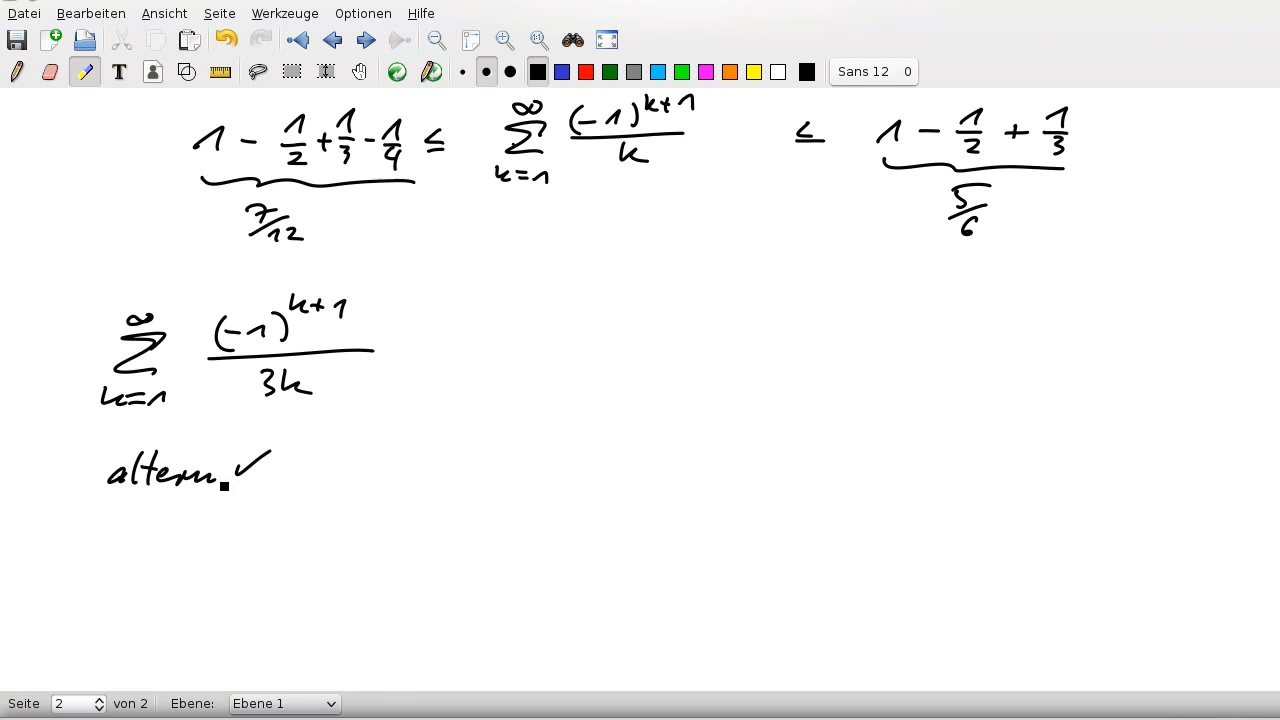 Datei Bearbeiten Ansicht Seite Werkzeuge Optionen Hilfe
T Sans 12 0
1 - 1/2 + 1/3 - 1/4 ≤ ∞ ∑ k=1 (-1)^k+1 / k ≤ 1 - 1/2 + 1/3
7/12 5/6
∞ ∑ k=1 (-1)^k+1 / 3k
altern. ✓
Seite 2 von 2 Ebene: Ebene 1